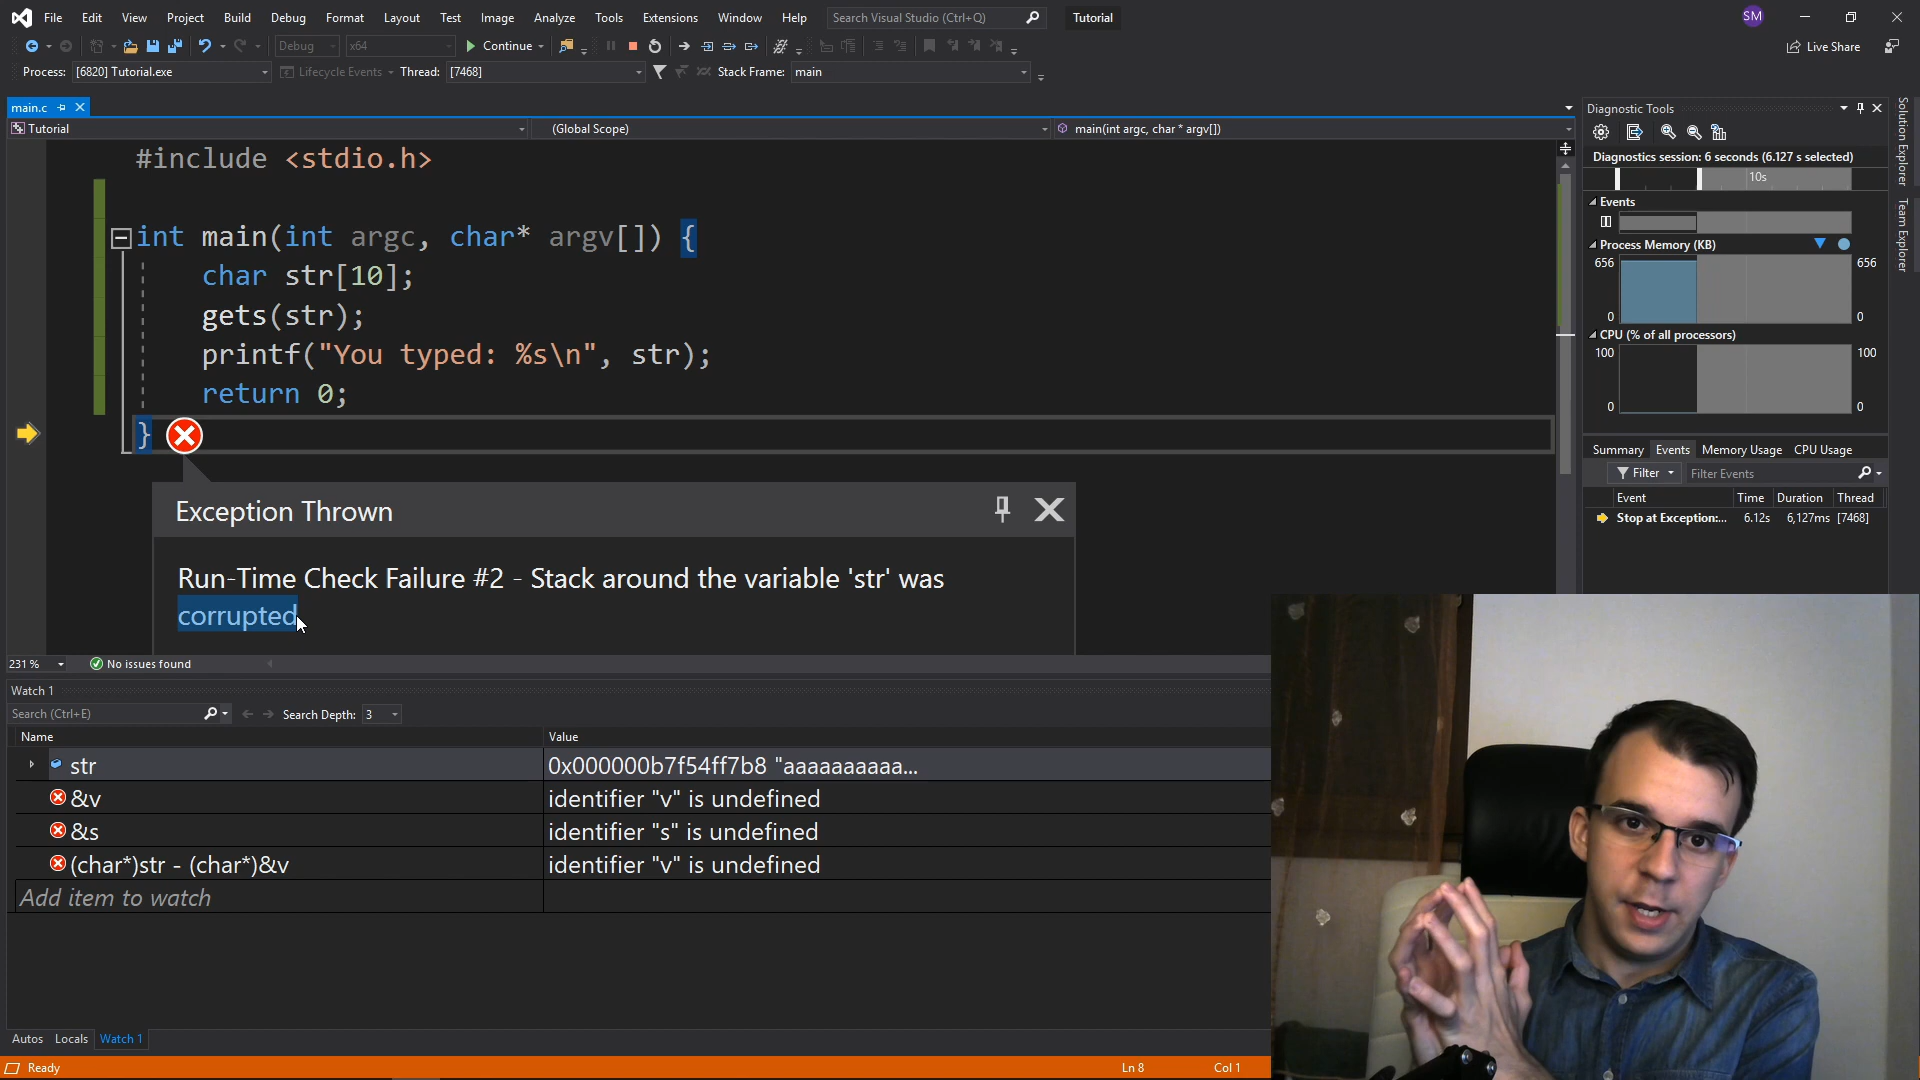 File Edit View Project Build Debug Format Layout Test Image Analyze Tools Extensions Window Help Search Visual Studio (Ctrl+Q) Tutorial SM
Debug x64 Continue Live Share
Process: [6820] Tutorial.exe Lifecycle Events Thread: [7468] Stack Frame: main
main.c
Tutorial (Global Scope) main(int argc, char * argv[])
#include <stdio.h>
int main(int argc, char* argv[]) {
char str[10];
gets(str);
printf("You typed: %s\n", str);
return 0;
}
Exception Thrown
Run-Time Check Failure #2 - Stack around the variable 'str' was
corrupted
231 % No issues found
Watch 1
Search (Ctrl+E) Search Depth: 3
Name Value
str 0x000000b7f54ff7b8 "aaaaaaaaaa...
&v identifier "v" is undefined
&s identifier "s" is undefined
(char*)str - (char*)&v identifier "v" is undefined
Add item to watch
Autos Locals Watch 1
Ready Ln 8 Col 1
Diagnostic Tools
Diagnostics session: 6 seconds (6.127 s selected)
10s
Events
Process Memory (KB)
656 656
0 0
CPU (% of all processors)
100 100
0 0
Summary Events Memory Usage CPU Usage
Filter Filter Events
Event Time Duration Thread
Stop at Exception:... 6.12s 6,127ms [7468]
Solution Explorer
Team Explorer